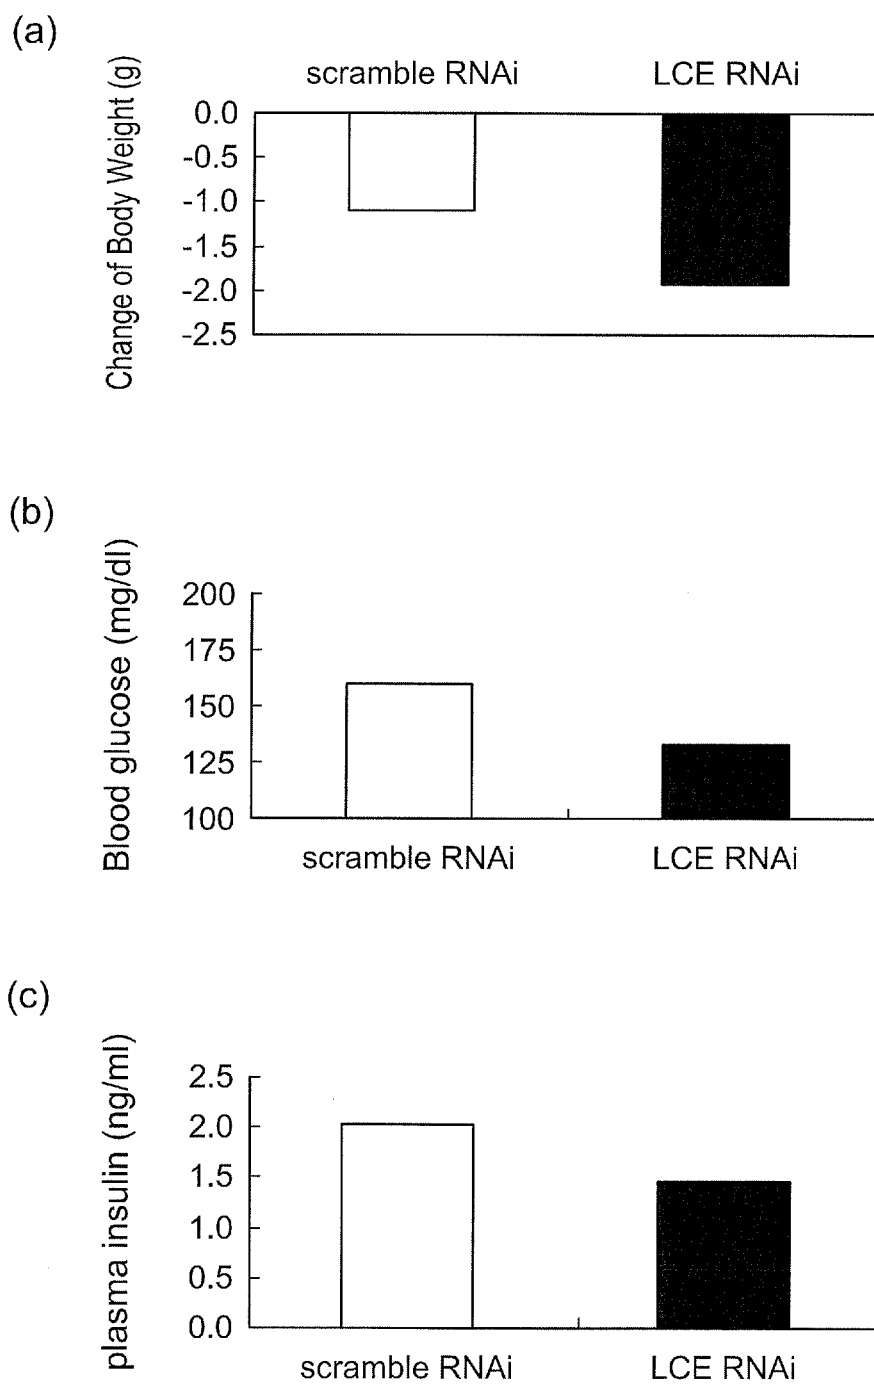 (a)
scramble RNAi LCE RNAi
Change of Body Weight (g)
0.0
-0.5
-1.0
-1.5
-2.0
-2.5
(b)
Blood glucose (mg/dl)
200
175
150
125
100
scramble RNAi LCE RNAi
(c)
plasma insulin (ng/ml)
2.5
2.0
1.5
1.0
0.5
0.0
scramble RNAi LCE RNAi